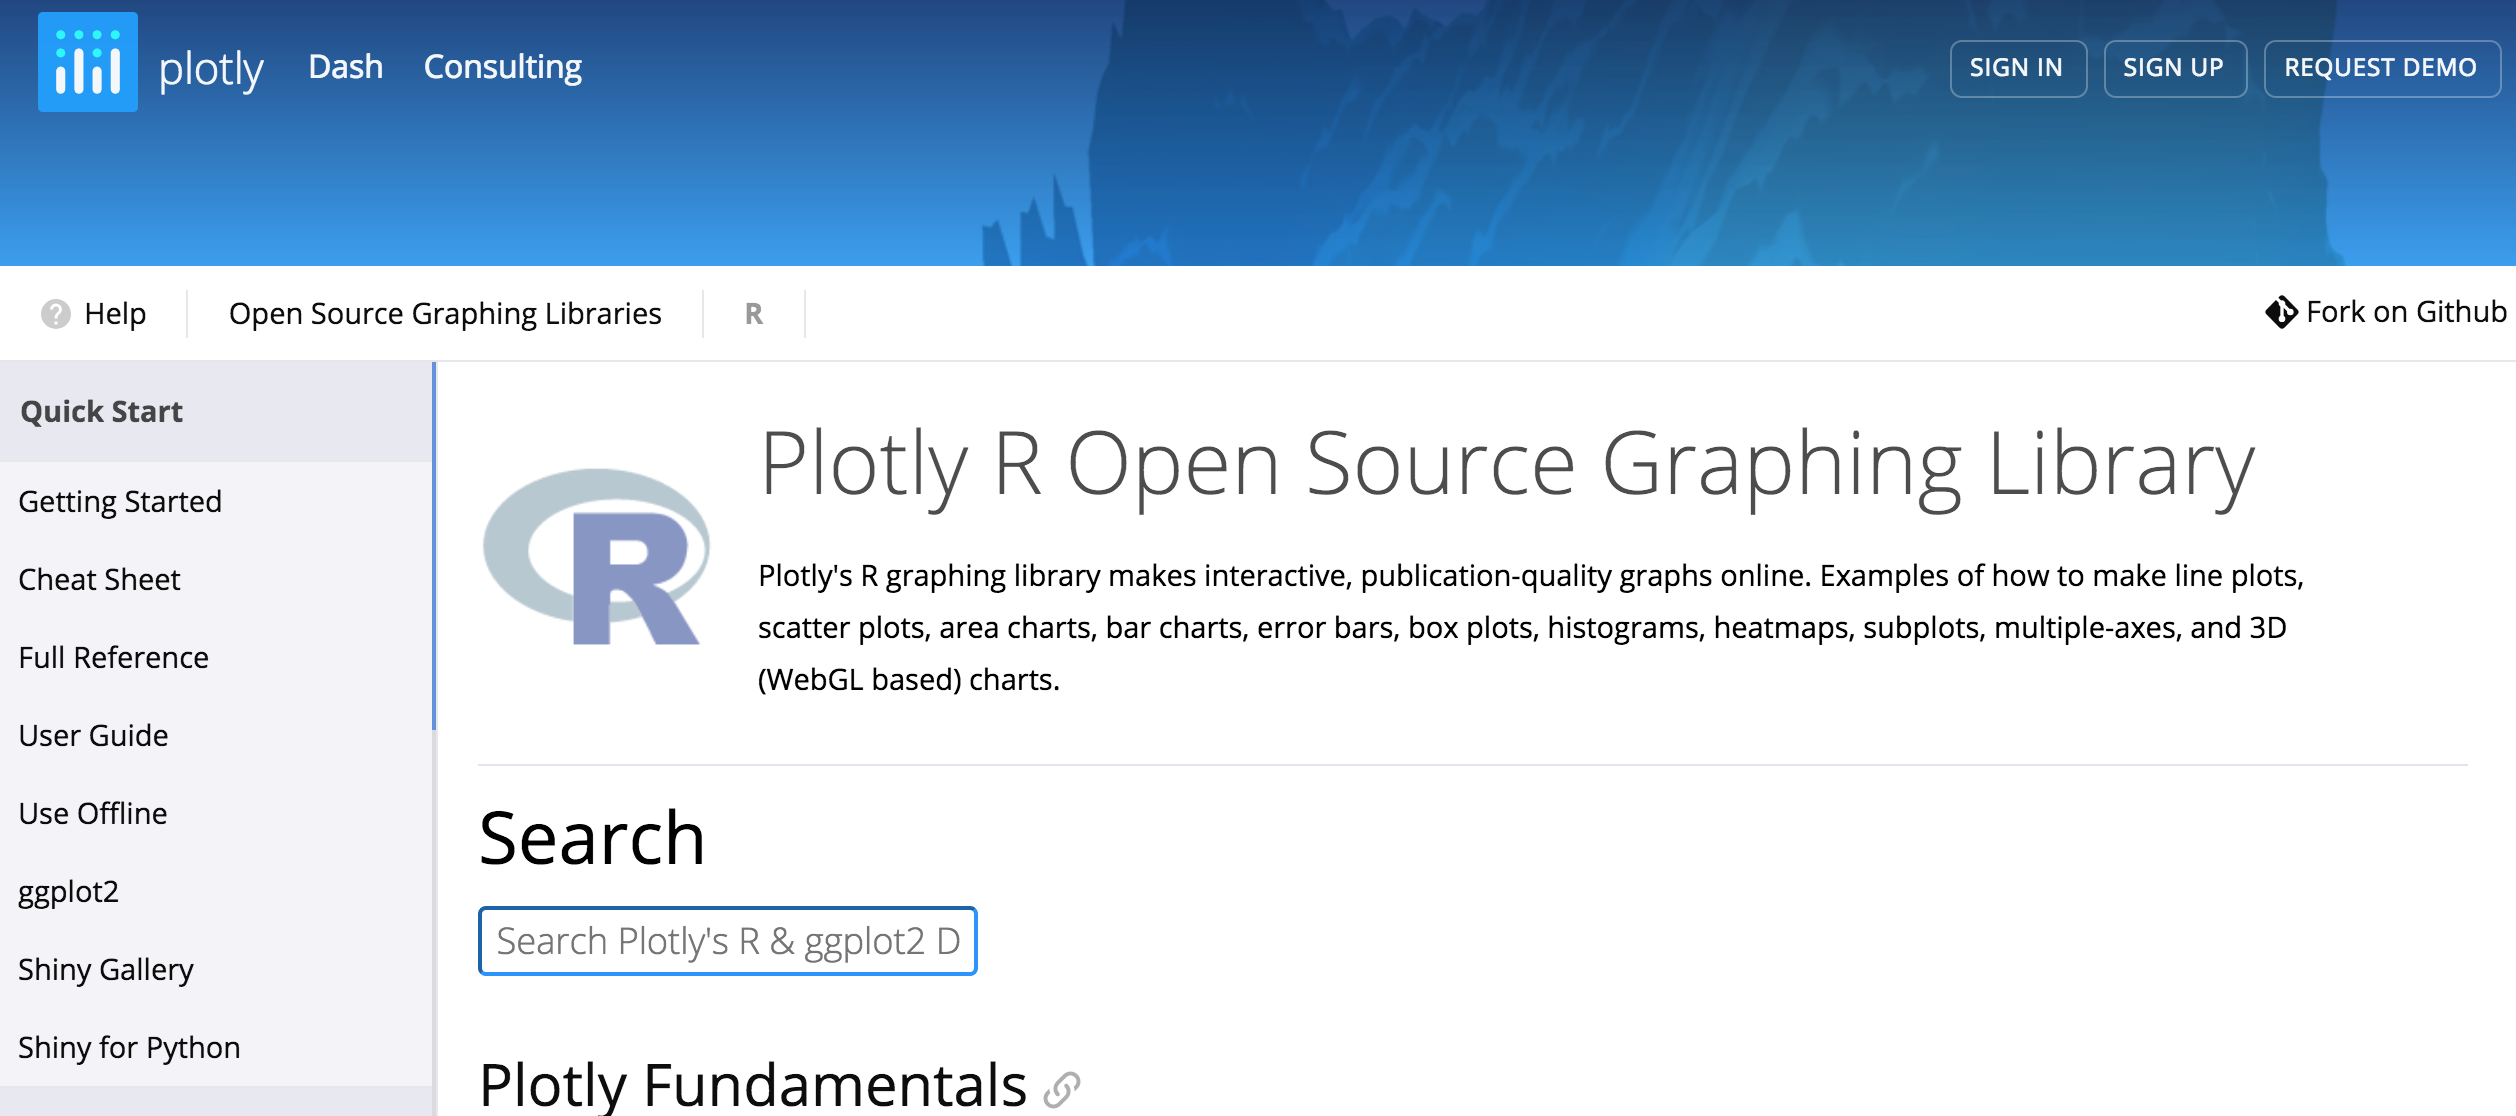 plotly Dash Consulting SIGN IN SIGN UP REQUEST DEMO
? Help Open Source Graphing Libraries R Fork on Github
Quick Start
Getting Started
Cheat Sheet
Full Reference
User Guide
Use Offline
ggplot2
Shiny Gallery
Shiny for Python
R
Plotly R Open Source Graphing Library
Plotly's R graphing library makes interactive, publication-quality graphs online. Examples of how to make line plots,
scatter plots, area charts, bar charts, error bars, box plots, histograms, heatmaps, subplots, multiple-axes, and 3D
(WebGL based) charts.
Search
Search Plotly's R & ggplot2 D
Plotly Fundamentals